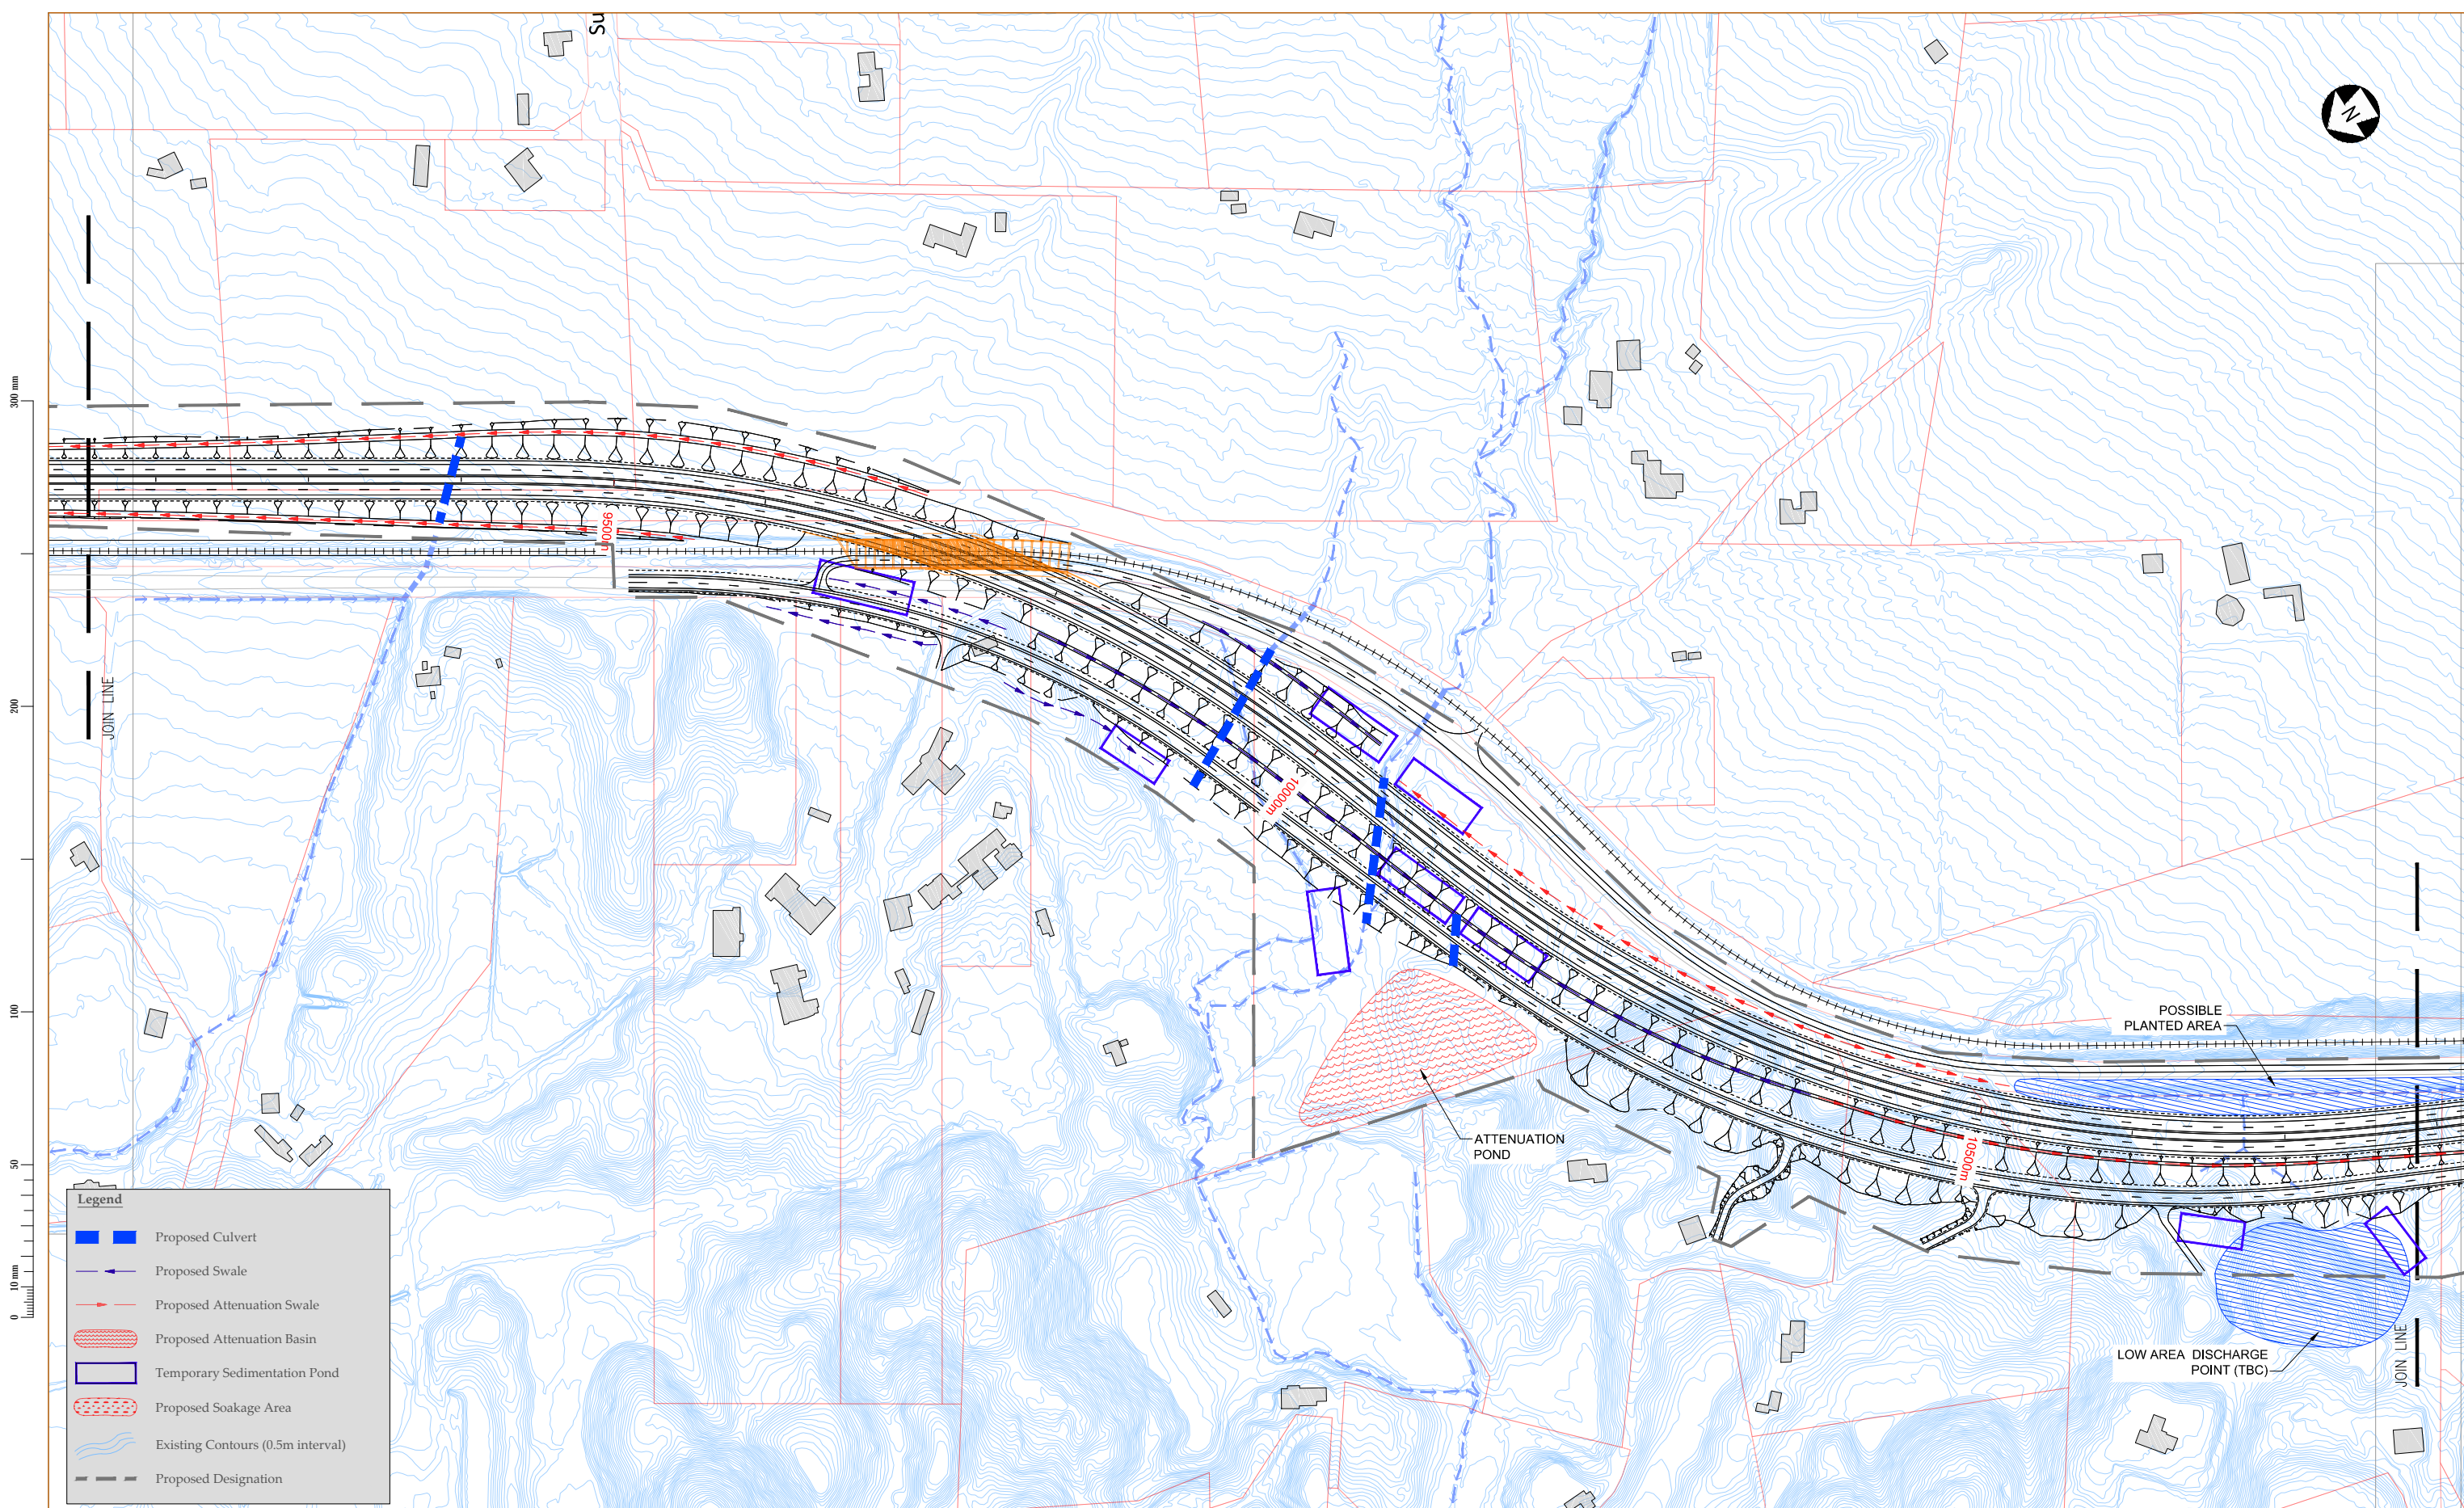 Su
N
300 mm
200
100
50
10 mm
0
JOIN LINE
9500m
10000m
10500m
POSSIBLE
PLANTED AREA
ATTENUATION
POND
LOW AREA DISCHARGE
POINT (TBC)
JOIN LINE
Legend
Proposed Culvert
Proposed Swale
Proposed Attenuation Swale
Proposed Attenuation Basin
Temporary Sedimentation Pond
Proposed Soakage Area
Existing Contours (0.5m interval)
Proposed Designation